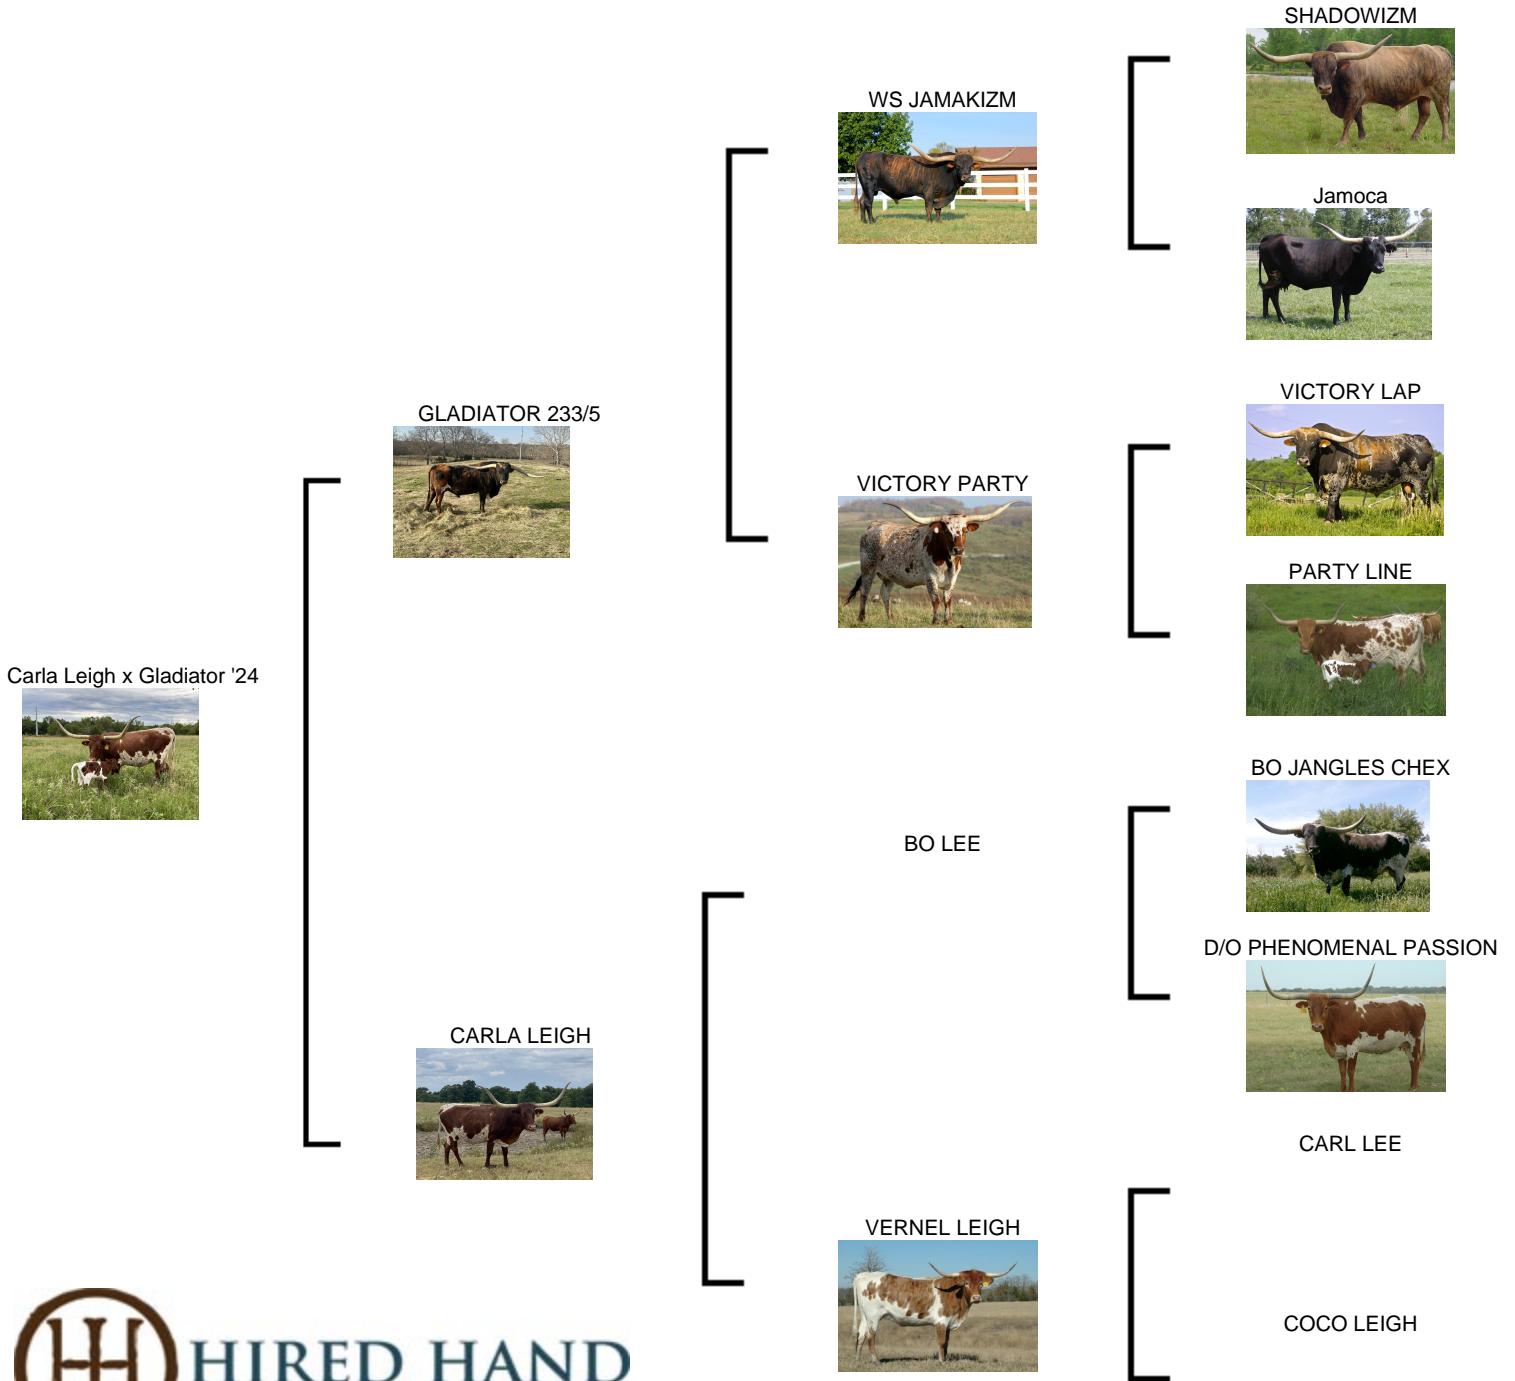 SHADOWIZM
WS JAMAKIZM
Jamoca
VICTORY LAP
GLADIATOR 233/5
VICTORY PARTY
PARTY LINE
Carla Leigh x Gladiator '24
BO JANGLES CHEX
BO LEE
D/O PHENOMENAL PASSION
CARLA LEIGH
CARL LEE
VERNEL LEIGH
COCO LEIGH
HIRED HAND